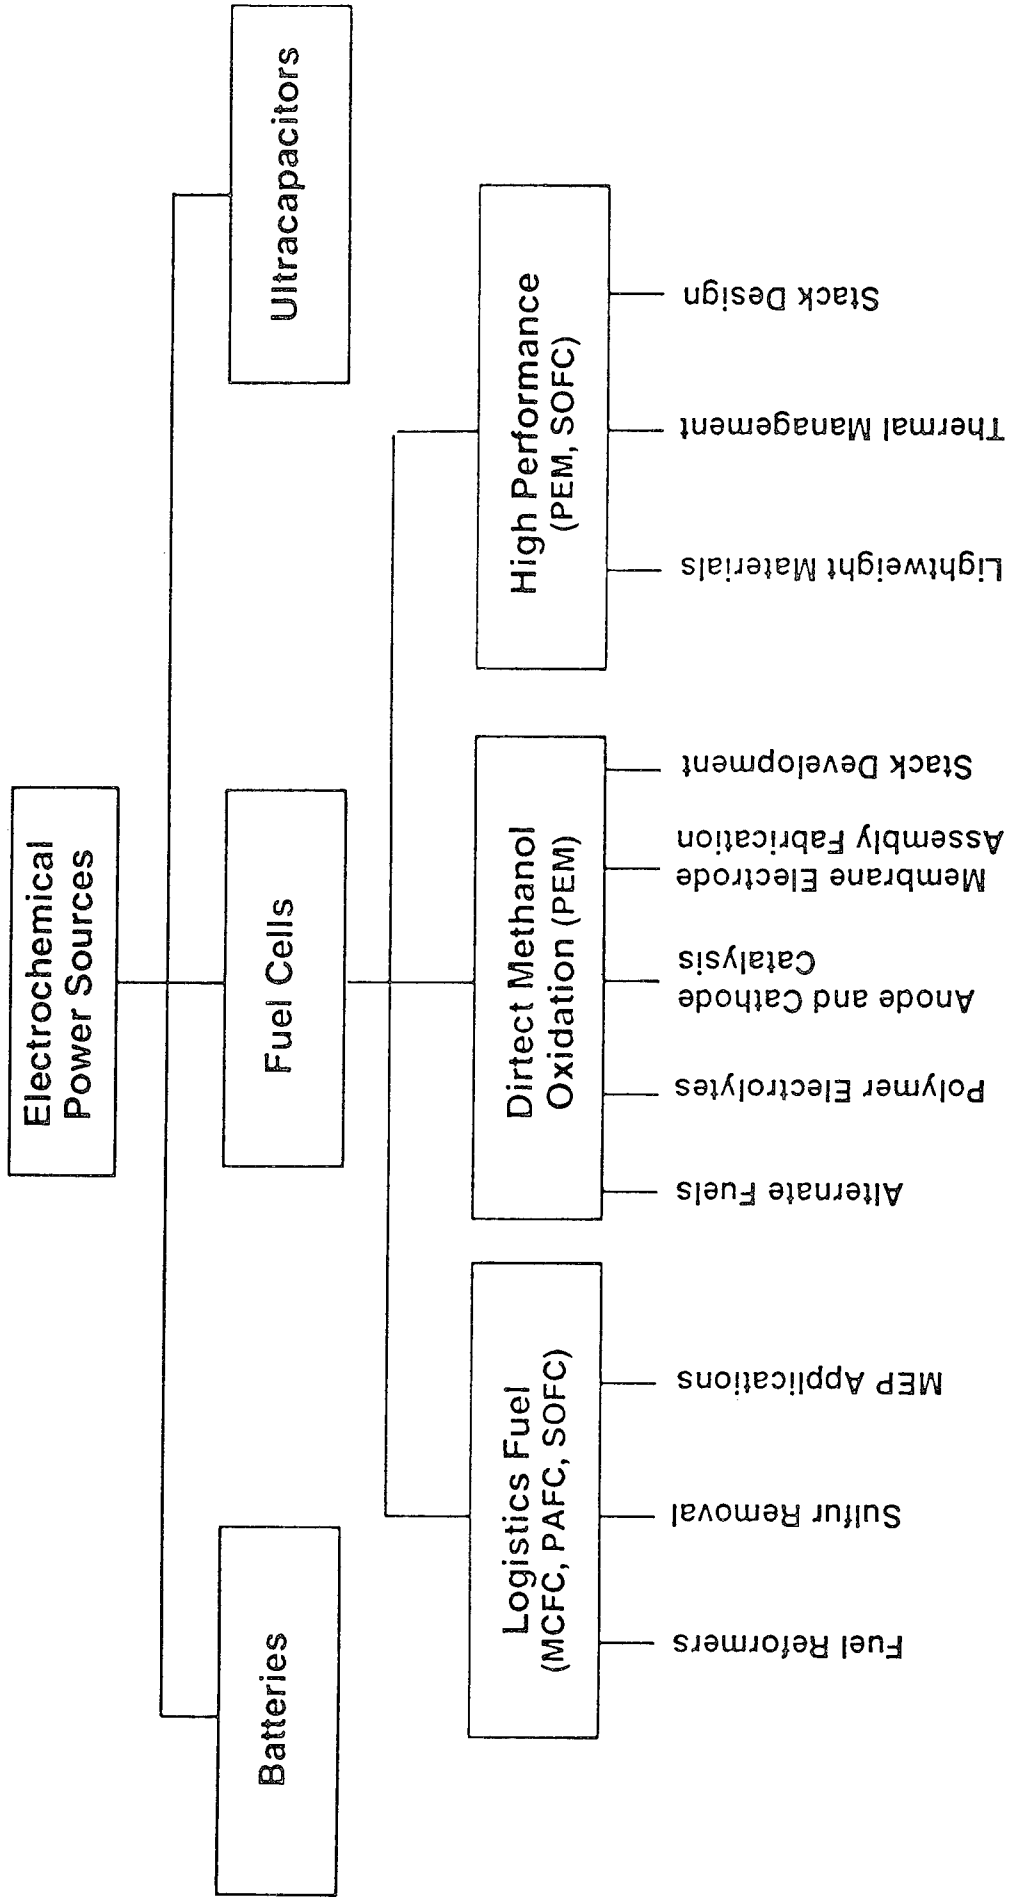 Electrochemical
Power Sources
Batteries
Fuel Cells
Ultracapacitors
Logistics Fuel
(MCFC, PAFC, SOFC)
Dirtect Methanol
Oxidation (PEM)
High Performance
(PEM, SOFC)
Fuel Reformers
Sulfur Removal
MEP Applications
Alternate Fuels
Polymer Electrolytes
Anode and Cathode
Catalysis
Membrane Electrode
Assembly Fabrication
Stack Development
Lightweight Materials
Thermal Management
Stack Design